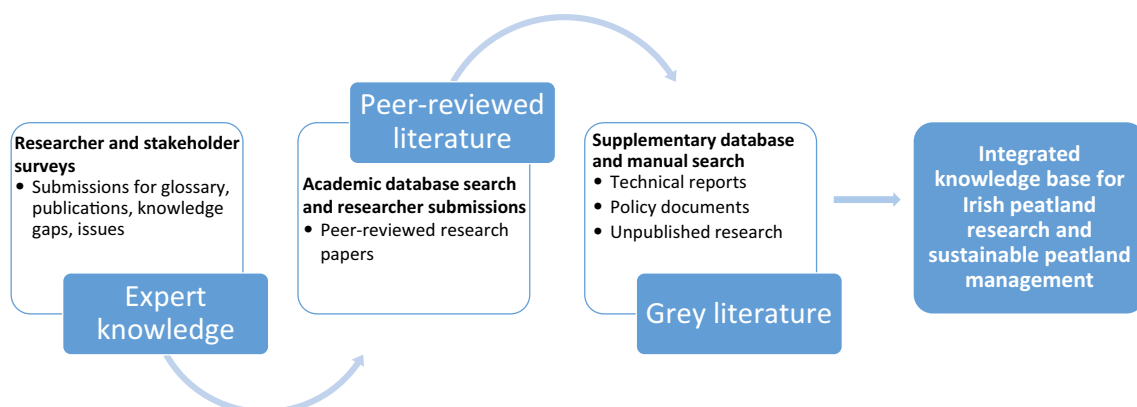 Researcher and stakeholder
surveys
• Submissions for glossary,
publications, knowledge
gaps, issues
Expert
knowledge
Peer-reviewed
literature
Academic database search
and researcher submissions
• Peer-reviewed research
papers
Supplementary database
and manual search
• Technical reports
• Policy documents
• Unpublished research
Grey literature
Integrated
knowledge base for
Irish peatland
research and
sustainable peatland
management